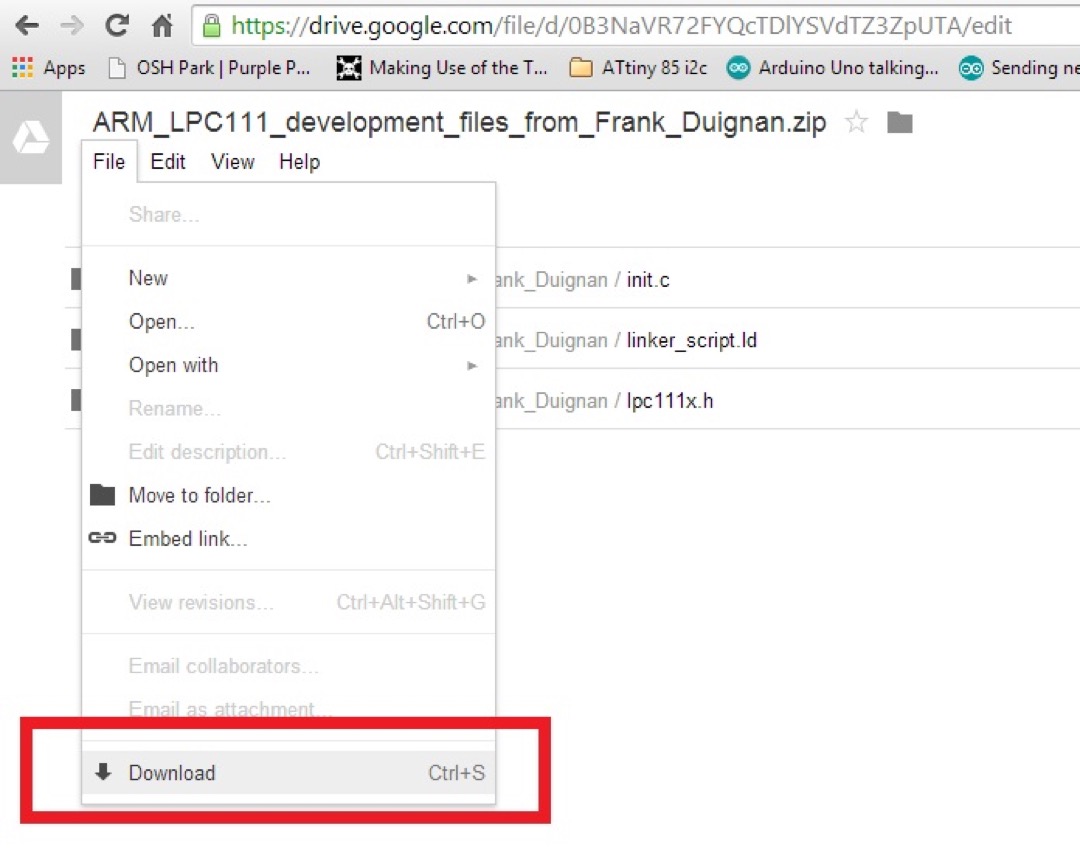 https://drive.google.com/file/d/0B3NaVR72FYQcTDlYSVdTZ3ZpUTA/edit
Apps OSH Park | Purple P... Making Use of the T... ATtiny 85 i2c Arduino Uno talking... Sending ne
ARM_LPC111_development_files_from_Frank_Duignan.zip
File Edit View Help
Share...
New
ank_Duignan / init.c
Open... Ctrl+O
ank_Duignan / linker_script.ld
Open with
ank_Duignan / lpc111x.h
Rename...
Edit description... Ctrl+Shift+E
Move to folder...
Embed link...
View revisions... Ctrl+Alt+Shift+G
Email collaborators...
Email as attachment...
Download Ctrl+S